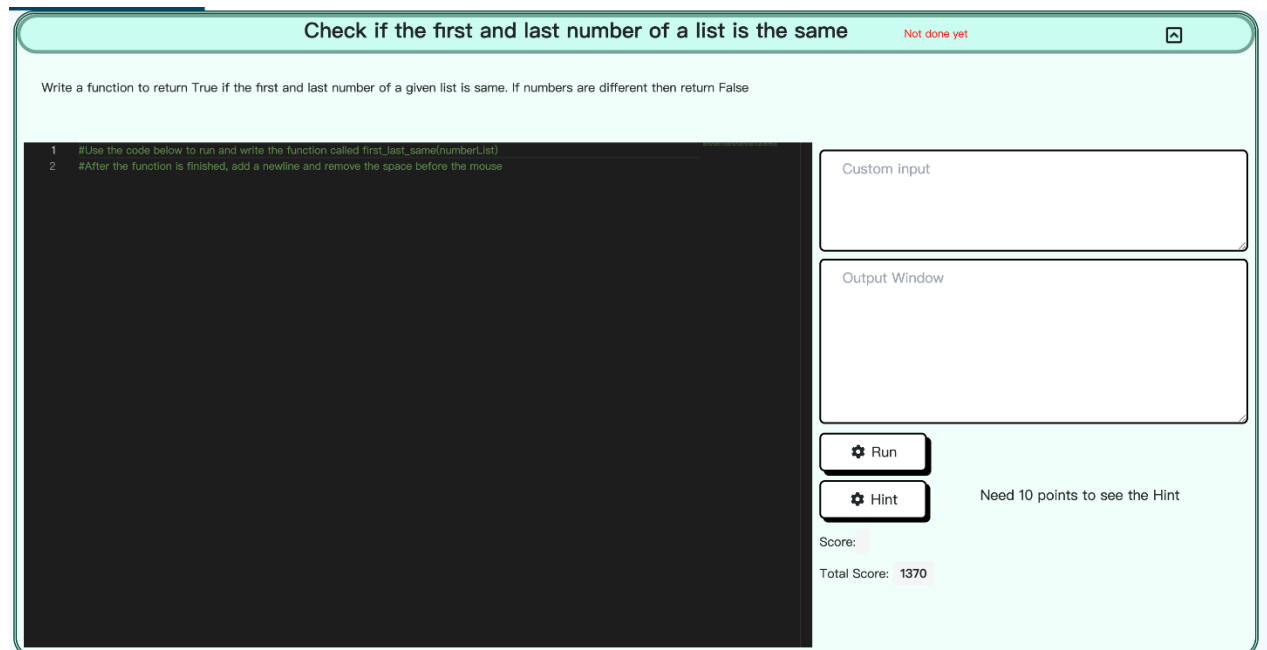 Check if the first and last number of a list is the same
Not done yet
Write a function to return True if the first and last number of a given list is same. If numbers are different then return False
1 #Use the code below to run and write the function called first_last_same(numberList)
2 #After the function is finished, add a newline and remove the space before the mouse
Custom input
Output Window
Run
Hint
Need 10 points to see the Hint
Score:
Total Score: 1370